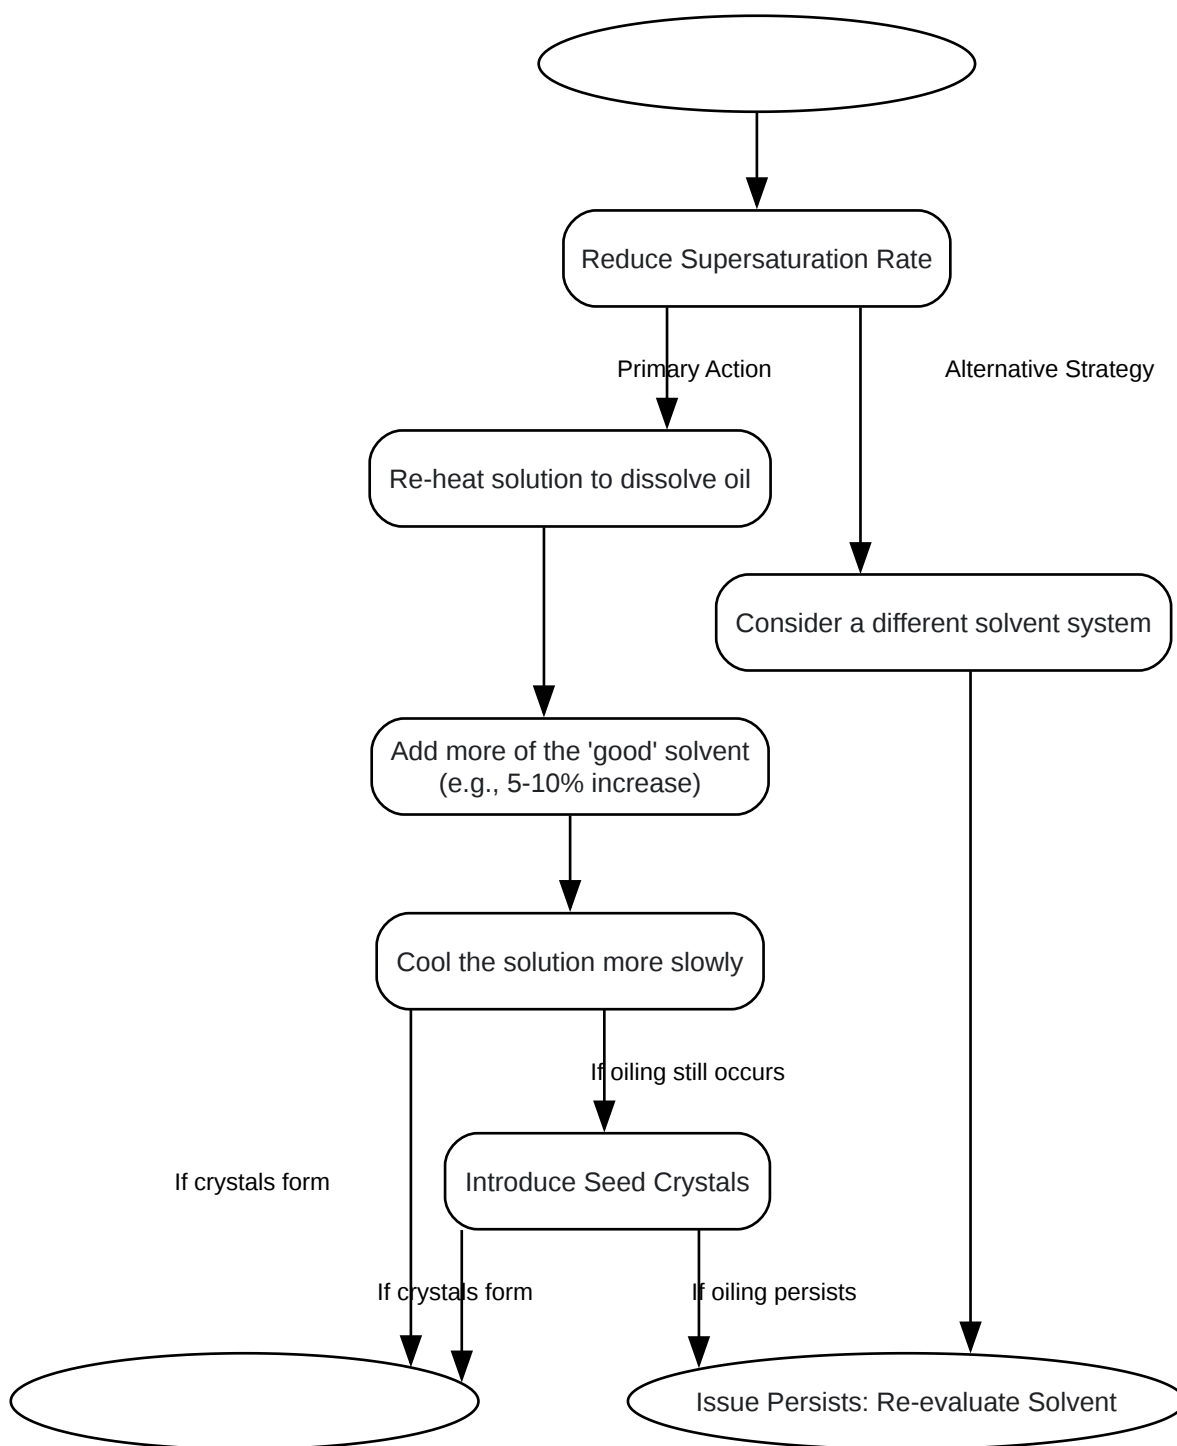 Reduce Supersaturation Rate
Primary Action
Alternative Strategy
Re-heat solution to dissolve oil
Consider a different solvent system
Add more of the 'good' solvent
(e.g., 5-10% increase)
Cool the solution more slowly
If oiling still occurs
If crystals form
Introduce Seed Crystals
If crystals form
If oiling persists
Issue Persists: Re-evaluate Solvent